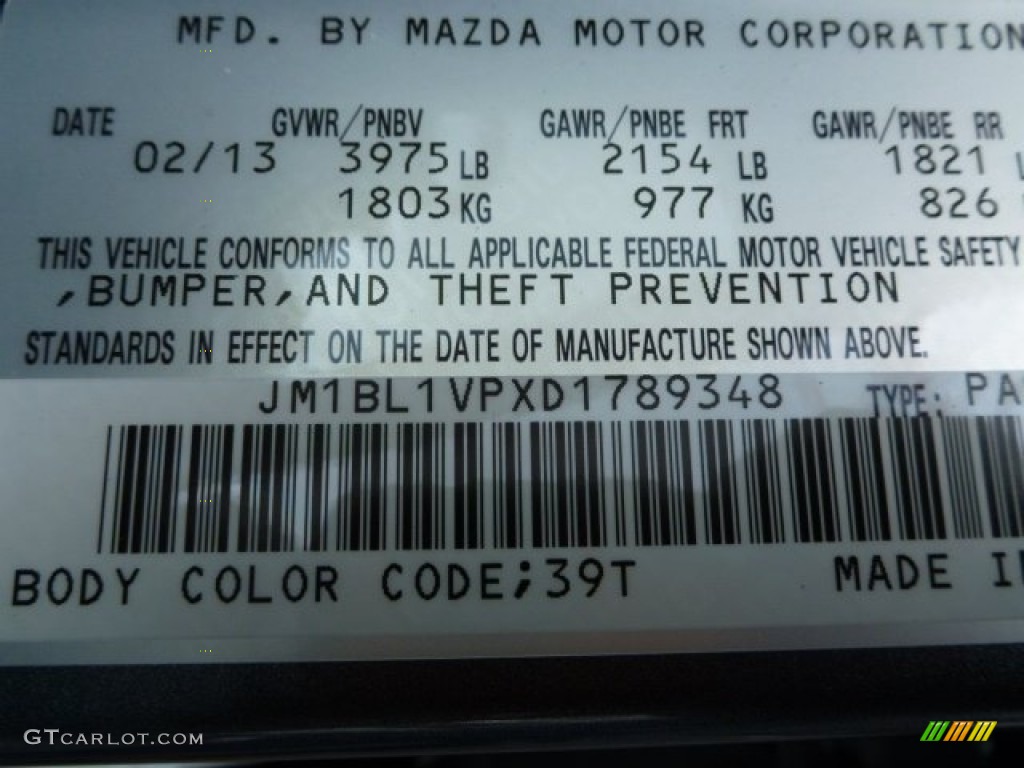 MFD. BY MAZDA MOTOR CORPORATION
DATE GVWR/PNBV GAWR/PNBE FRT GAWR/PNBE RR
02/13 3975 LB 2154 LB 1821
1803 KG 977 KG 826
THIS VEHICLE CONFORMS TO ALL APPLICABLE FEDERAL MOTOR VEHICLE SAFETY
,BUMPER,AND THEFT PREVENTION
STANDARDS IN EFFECT ON THE DATE OF MANUFACTURE SHOWN ABOVE.
JM1BL1VPXD1789348 TYPE: PA
BODY COLOR CODE;39T MADE
GTCARLOT.COM